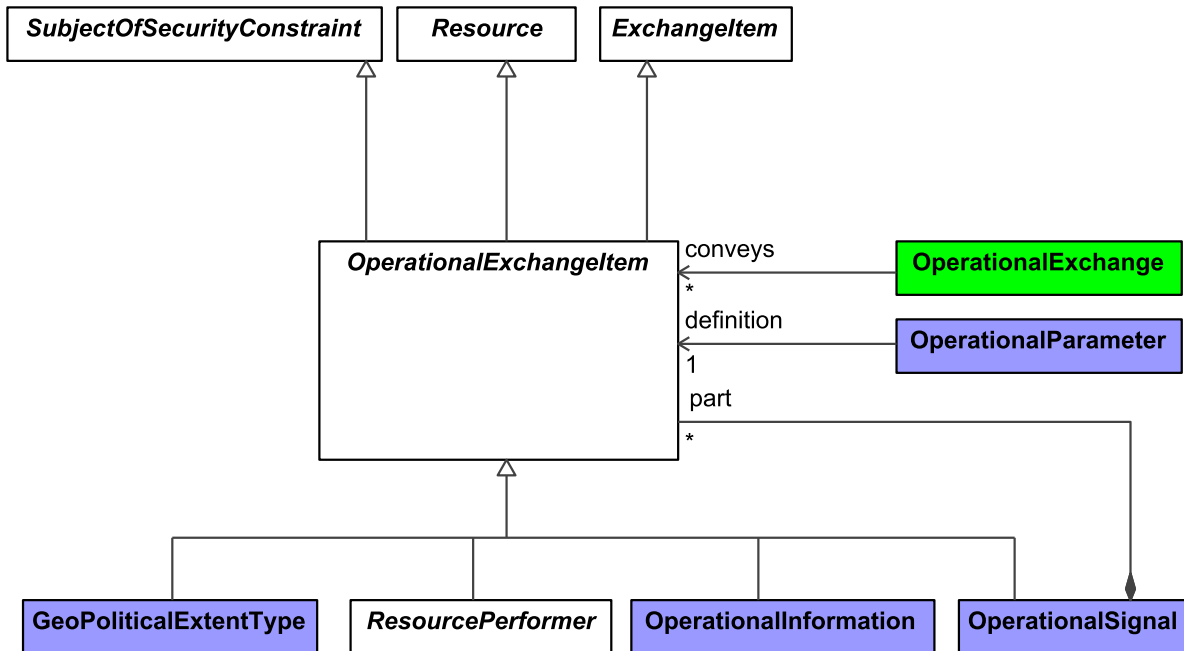 SubjectOfSecurityConstraint
Resource
ExchangeItem
OperationalExchangeItem
conveys
*
OperationalExchange
definition
1
OperationalParameter
part
*
GeoPoliticalExtentType
ResourcePerformer
OperationalInformation
OperationalSignal